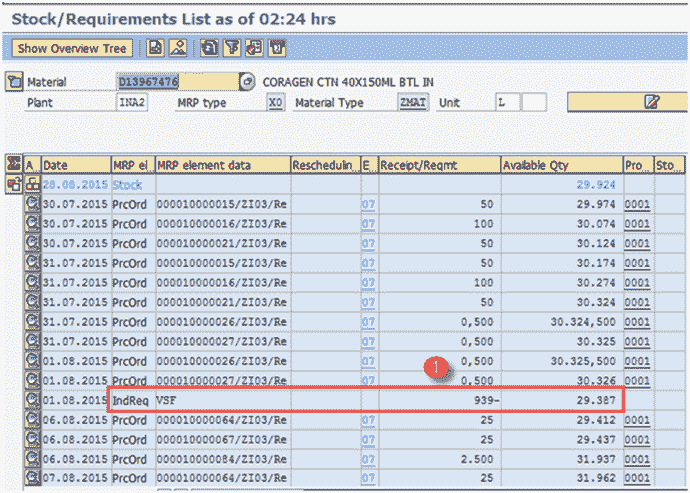 Stock/Requirements List as of 02:24 hrs
Show Overview Tree
Material D13967476 CORAGEN CTN 40X150ML BTL IN
Plant INA2 MRP type X0 Material Type ZMAT Unit L
A.. Date MRP el MRP element data Reschedulin.. E.. Receipt/Reqmt Available Qty Pro.. Sto..
28.08.2015 Stock 29.924
30.07.2015 PrcOrd 000010000015/ZI03/Re 07 50 29.974 0001
30.07.2015 PrcOrd 000010000016/ZI03/Re 07 100 30.074 0001
30.07.2015 PrcOrd 000010000021/ZI03/Re 07 50 30.124 0001
31.07.2015 PrcOrd 000010000015/ZI03/Re 07 50 30.174 0001
31.07.2015 PrcOrd 000010000016/ZI03/Re 07 100 30.274 0001
31.07.2015 PrcOrd 000010000021/ZI03/Re 07 50 30.324 0001
31.07.2015 PrcOrd 000010000026/ZI03/Re 07 0,500 30.324,500 0001
31.07.2015 PrcOrd 000010000027/ZI03/Re 07 0,500 30.325 0001
01.08.2015 PrcOrd 000010000026/ZI03/Re 07 0,500 30.325,500 0001
1
01.08.2015 PrcOrd 000010000027/ZI03/Re 07 0,500 30.326 0001
01.08.2015 IndReq VSF 939- 29.387
06.08.2015 PrcOrd 000010000064/ZI03/Re 07 25 29.412 0001
06.08.2015 PrcOrd 000010000067/ZI03/Re 07 25 29.437 0001
06.08.2015 PrcOrd 000010000084/ZI03/Re 07 2.500 31.937 0001
07.08.2015 PrcOrd 000010000064/ZI03/Re 07 25 31.962 0001